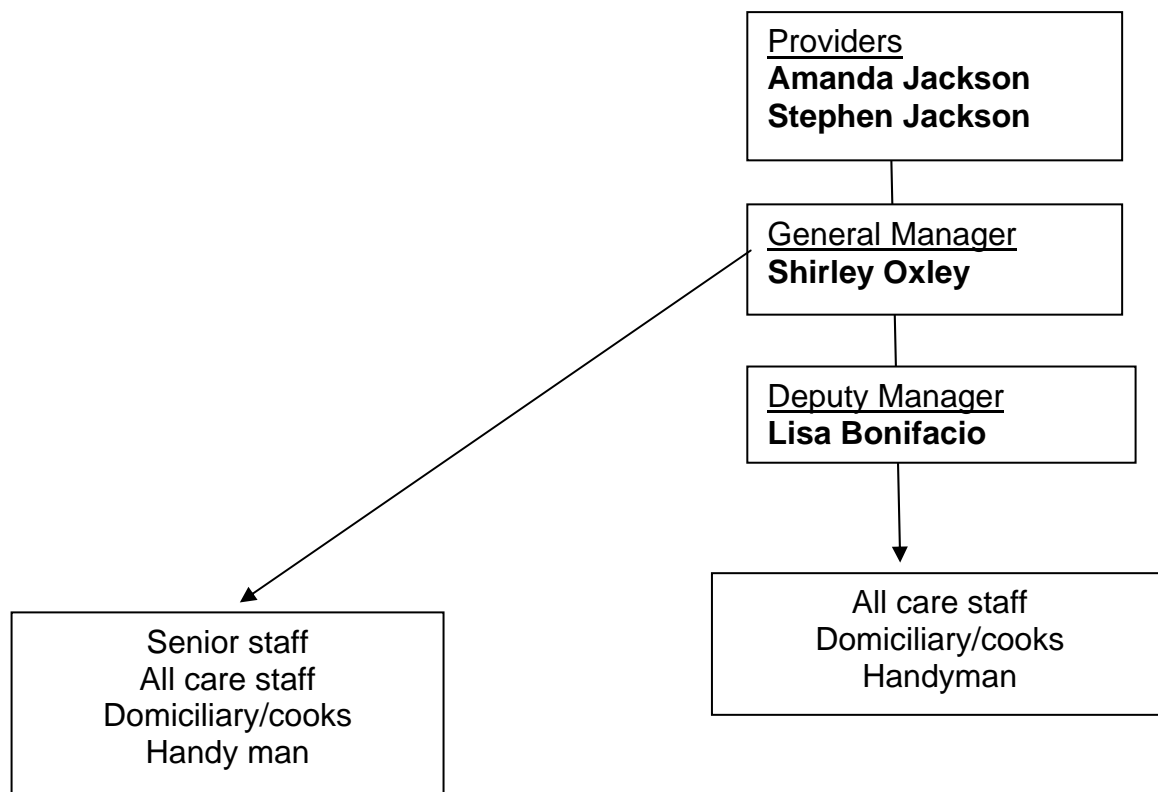 Providers
Amanda Jackson
Stephen Jackson
General Manager
Shirley Oxley
Deputy Manager
Lisa Bonifacio
All care staff
Domiciliary/cooks
Handyman
Senior staff
All care staff
Domiciliary/cooks
Handy man